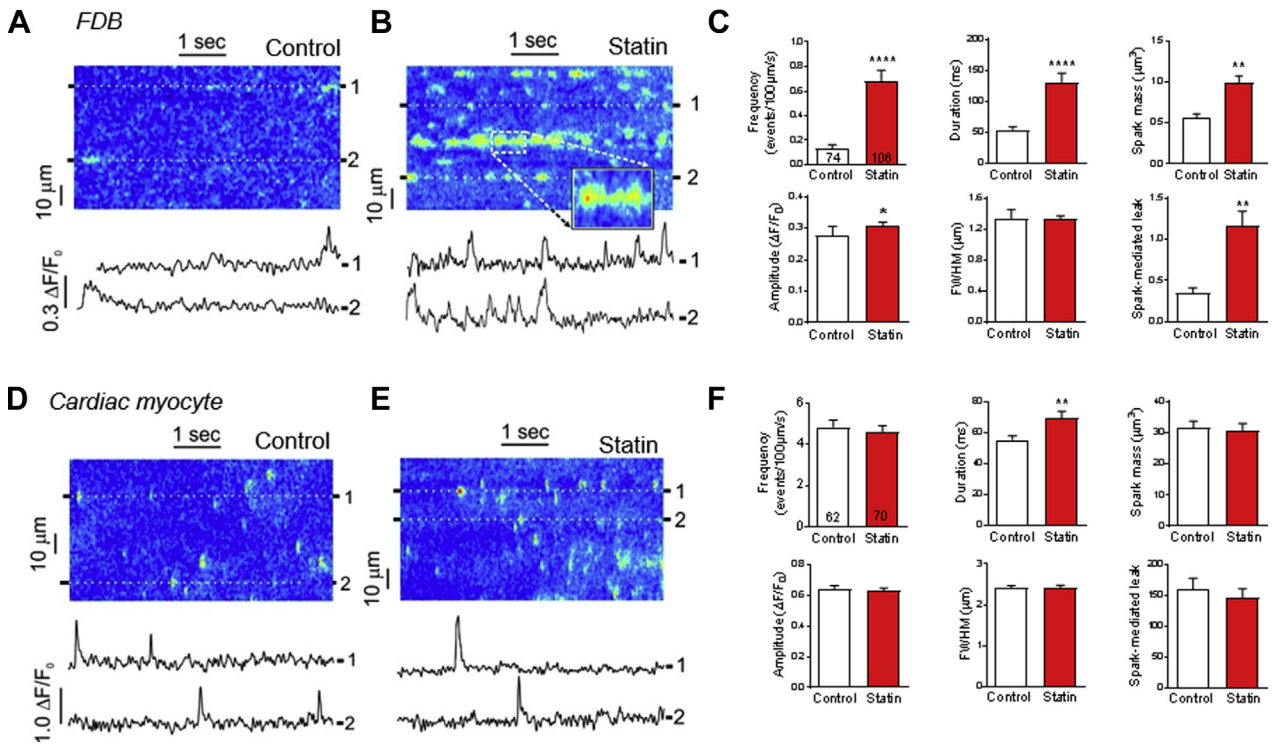 A FDB
1 sec Control
1
2
10 µm
0.3 ΔF/F0
1
2
B
1 sec
Statin
1
2
10 µm
1
2
C
Frequency (events/100µm/s)
1.0
0.8
0.6
0.4
0.2
0.0
****
74
106
Control Statin
Duration (ms)
200
150
100
50
0
****
Control Statin
Spark mass (µm³)
1.5
1.0
0.5
0.0
**
Control Statin
Amplitude (ΔF/F0)
0.4
0.3
0.2
0.1
0.0
*
Control Statin
FWHM (µm)
1.8
1.2
0.6
0.0
Control Statin
Spark-mediated leak
1.5
1.0
0.5
0.0
**
Control Statin
D Cardiac myocyte
1 sec Control
1
2
10 µm
1.0 ΔF/F0
1
2
E
1 sec
Statin
1
2
10 µm
1
2
F
Frequency (events/100µm/s)
6
4
2
0
62
70
Control Statin
Duration (ms)
80
60
40
20
0
**
Control Statin
Spark mass (µm³)
40
30
20
10
0
Control Statin
Amplitude (ΔF/F0)
0.8
0.6
0.4
0.2
0.0
Control Statin
FWHM (µm)
3
2
1
0
Control Statin
Spark-mediated leak
200
150
100
50
0
Control Statin